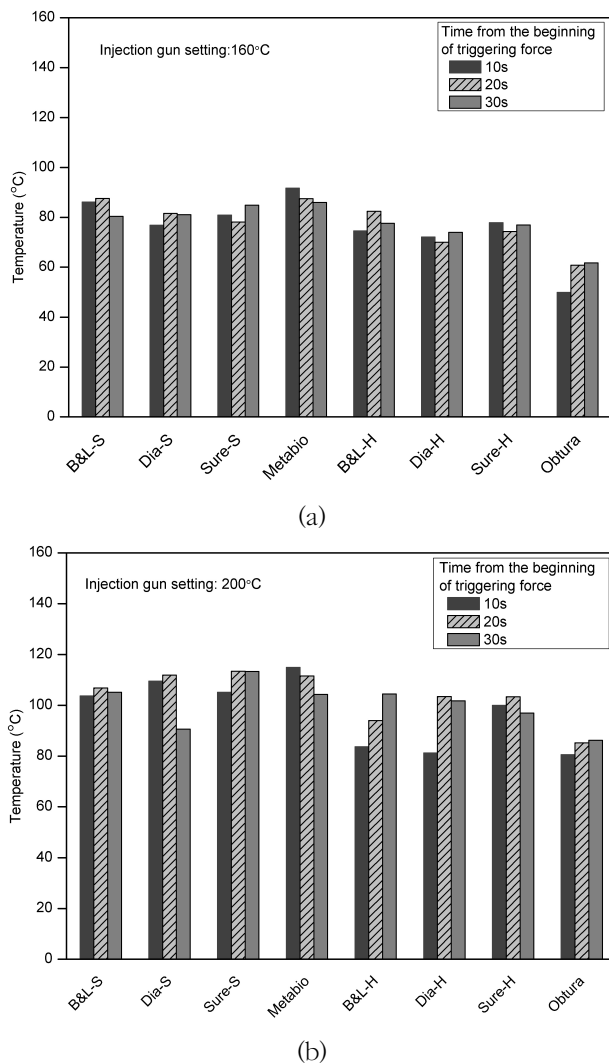 160
140
120
100
80
60
40
20
0
Temperature (°C)
Injection gun setting:160°C
Time from the beginning
of triggering force
10s
20s
30s
B&L-S
Dia-S
Sure-S
Metabio
B&L-H
Dia-H
Sure-H
Obtura
(a)
160
140
120
100
80
60
40
20
0
Temperature (°C)
Injection gun setting: 200°C
Time from the beginning
of triggering force
10s
20s
30s
B&L-S
Dia-S
Sure-S
Metabio
B&L-H
Dia-H
Sure-H
Obtura
(b)